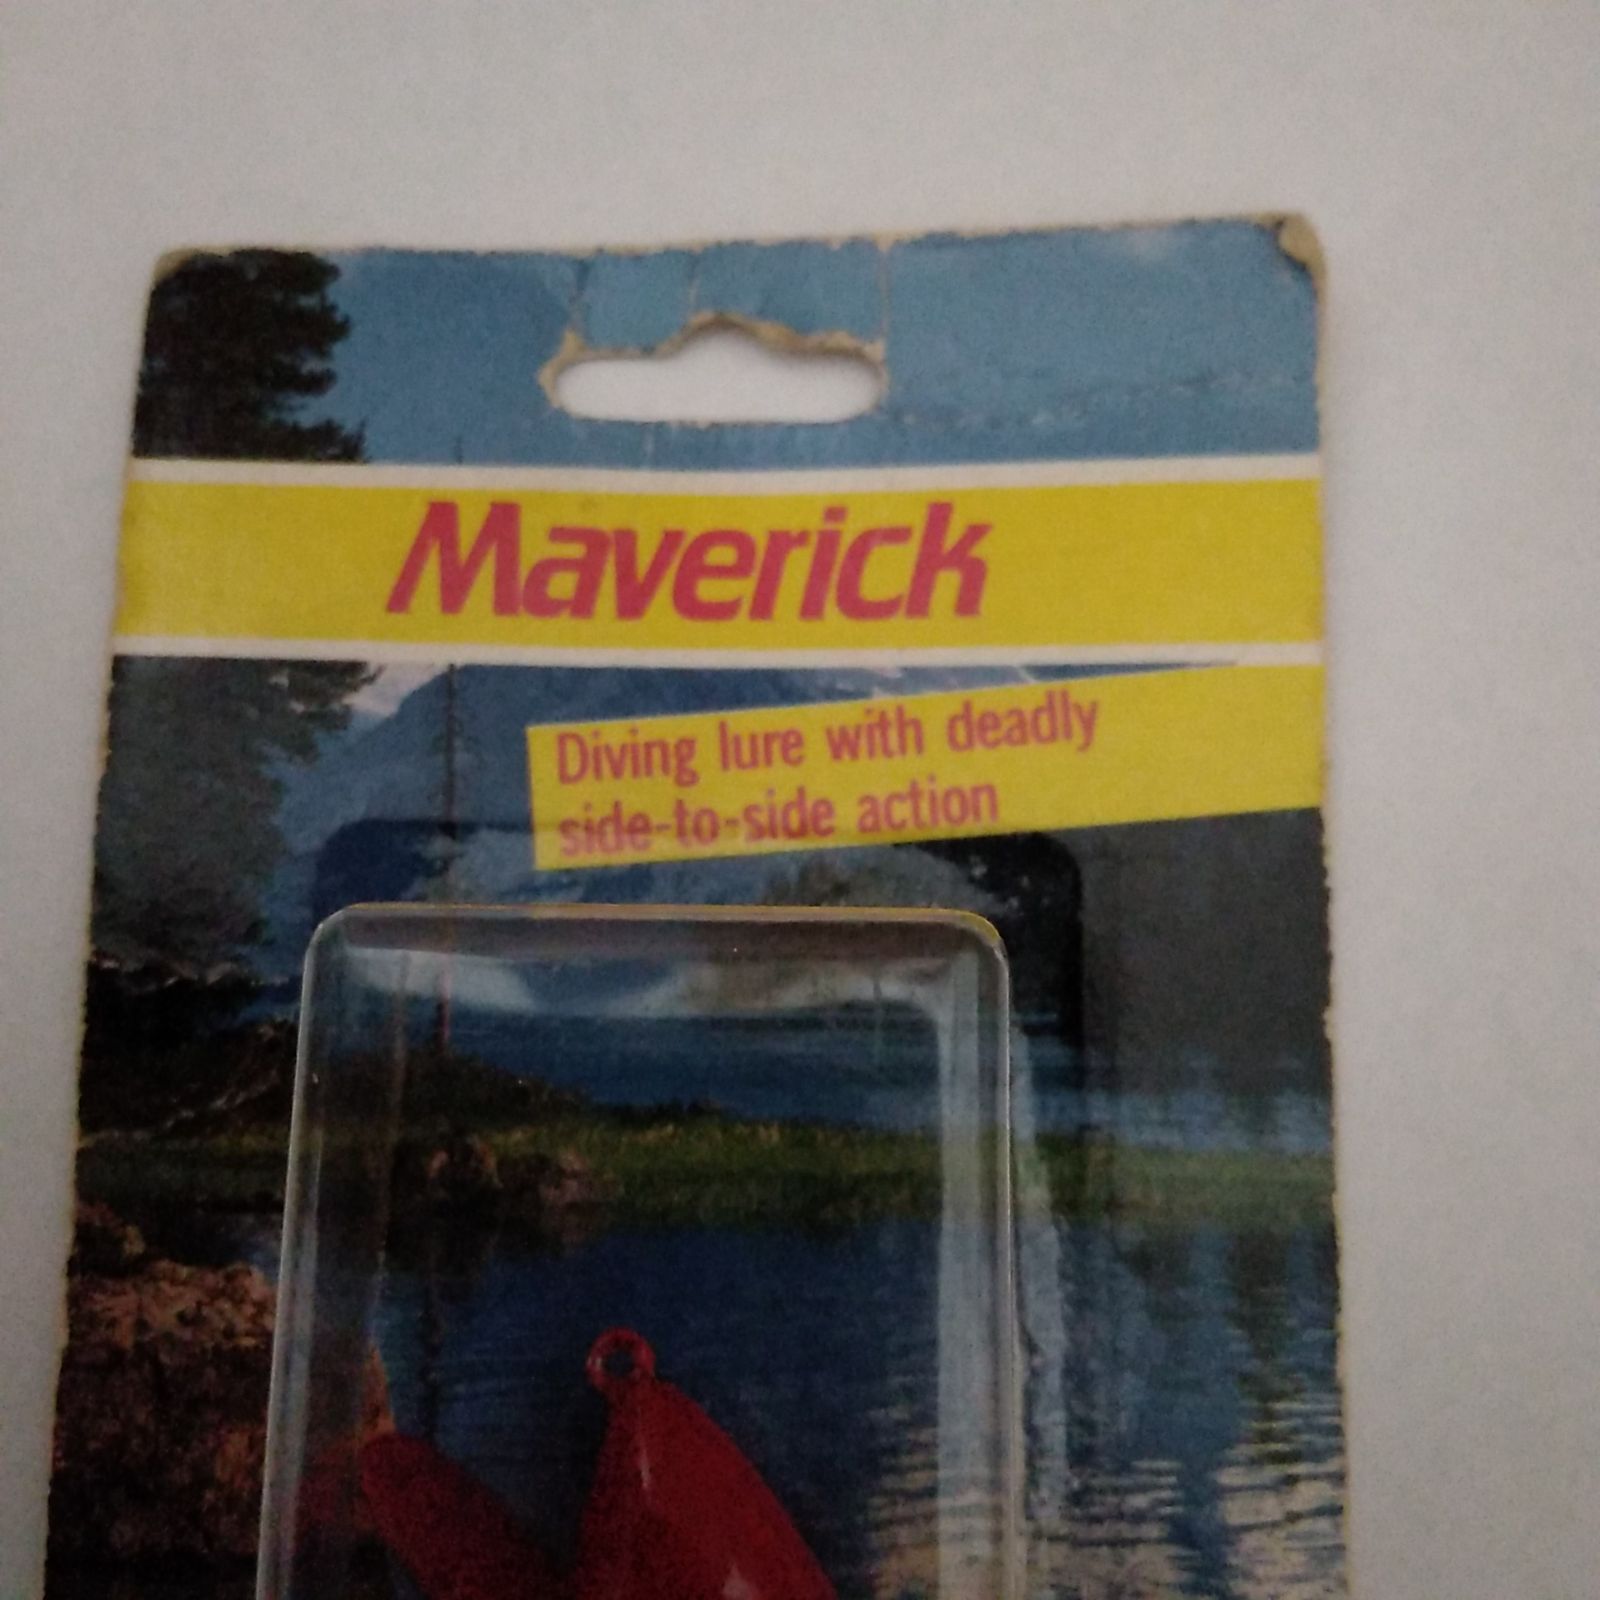 Maverick
Diving lure with deadly
side-to-side action